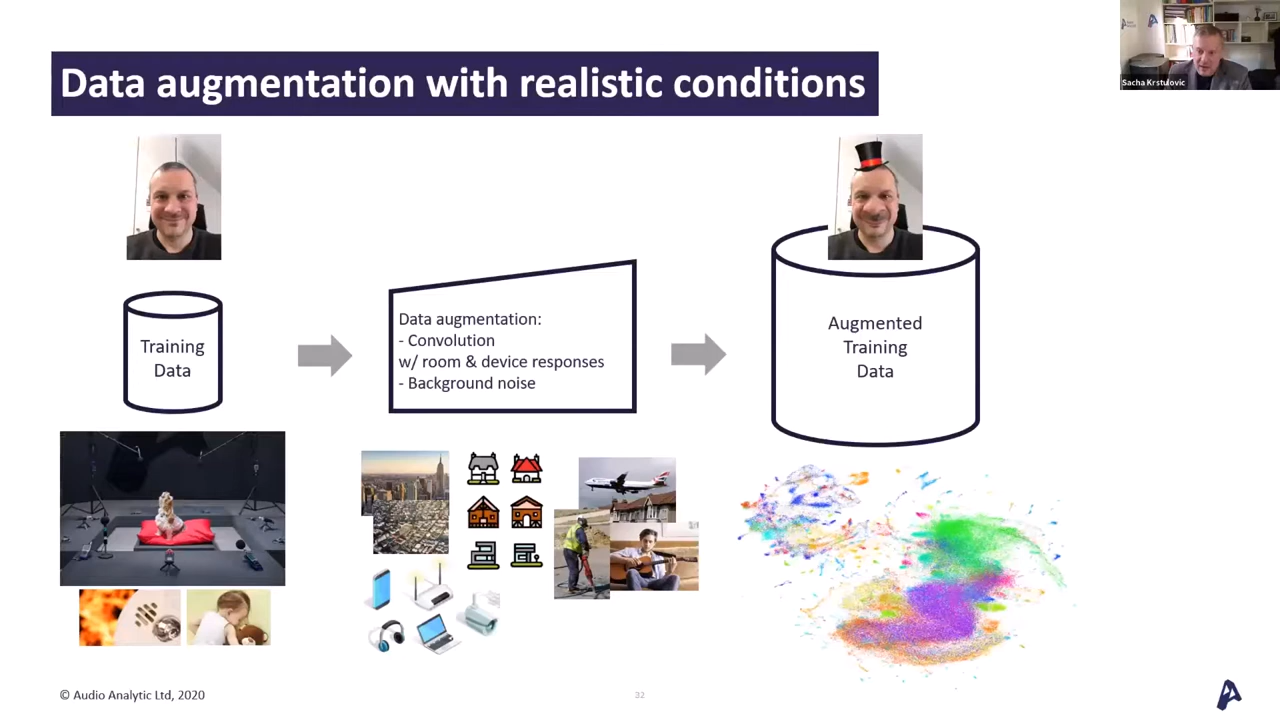 Data augmentation with realistic conditions
Sacha Krstulovic
Training
Data
Data augmentation:
- Convolution
w/ room & device responses
- Background noise
Augmented
Training
Data
© Audio Analytic Ltd, 2020
32